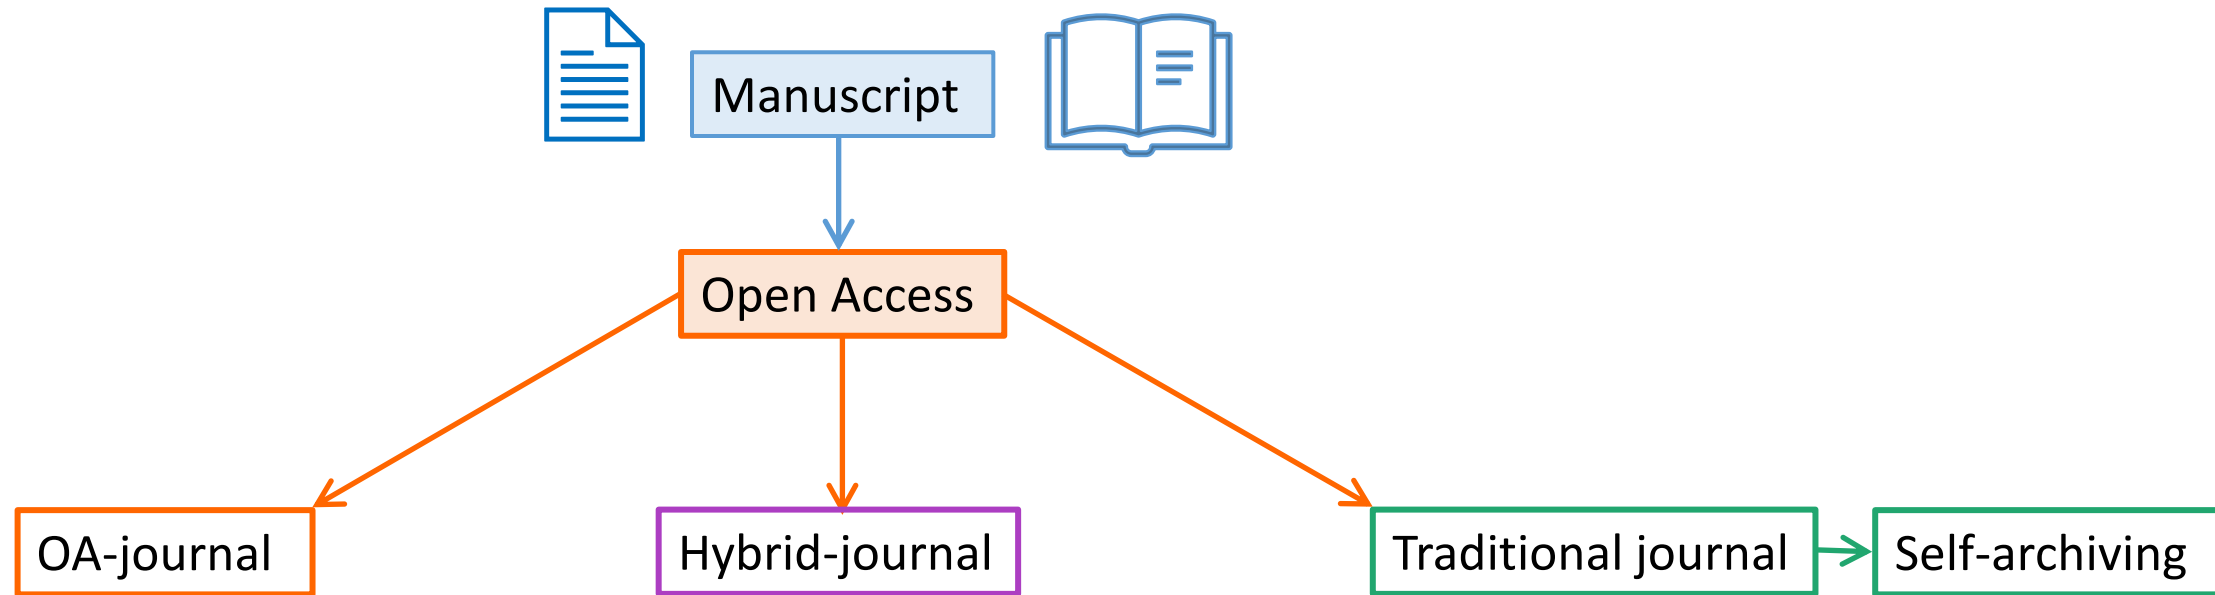 Manuscript
Open Access
OA-journal
Hybrid-journal
Traditional journal
Self-archiving